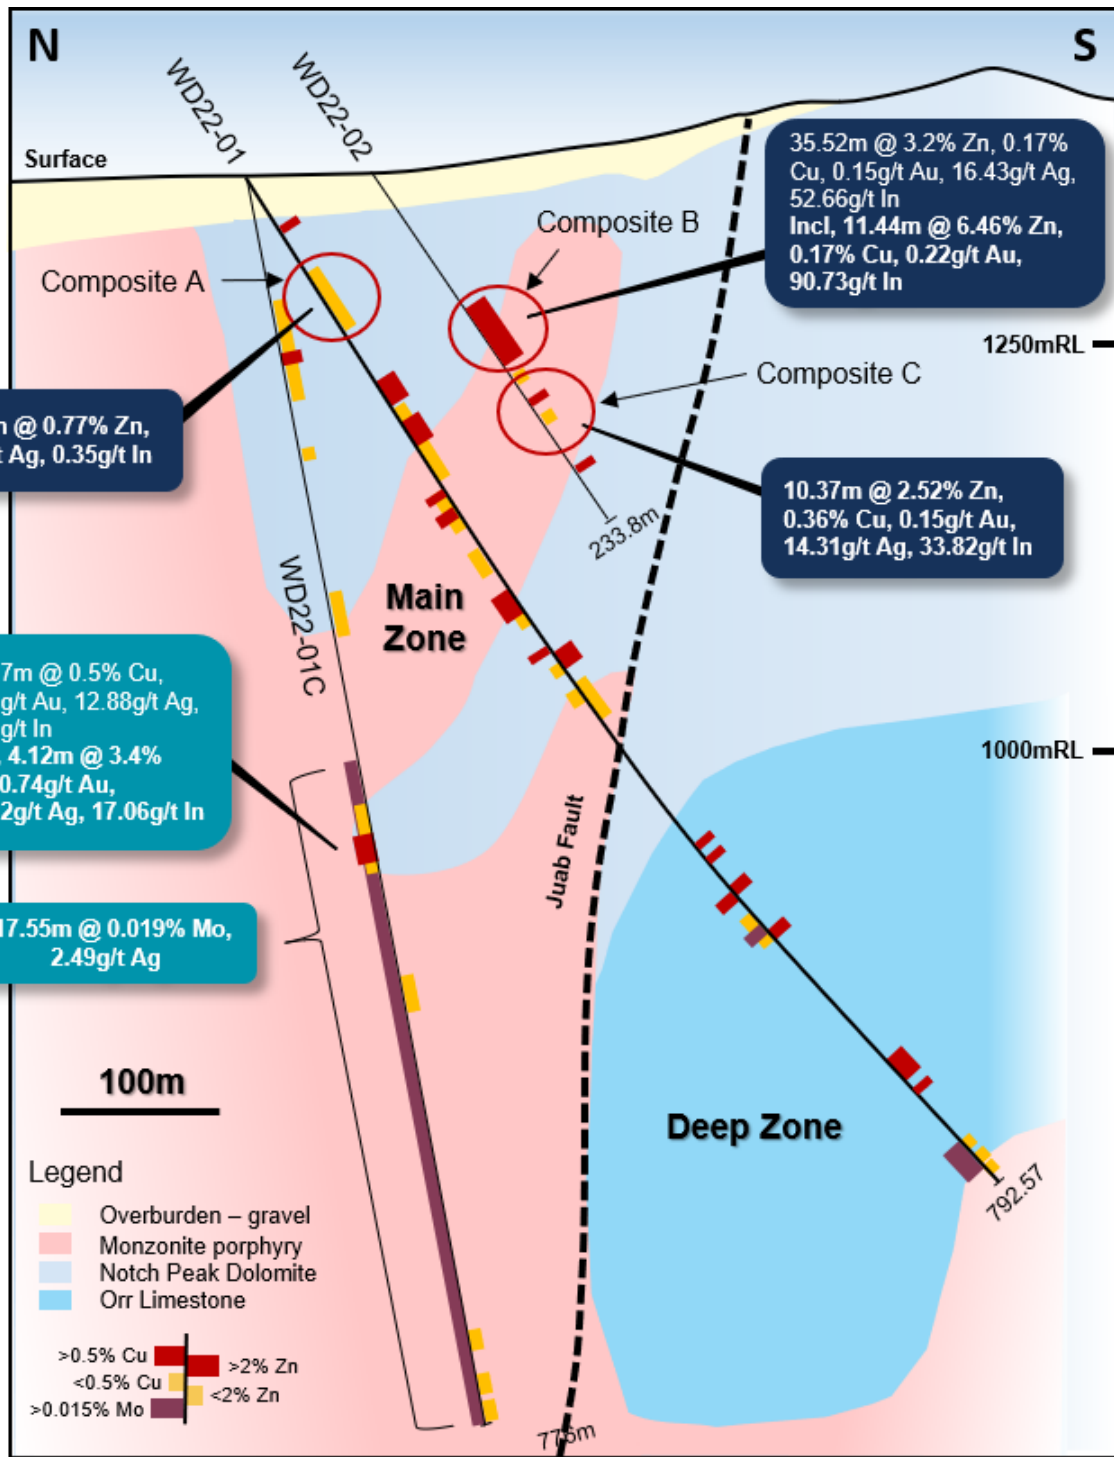 N
S
WD22-01
WD22-02
Surface
35.52m @ 3.2% Zn, 0.17%
Cu, 0.15g/t Au, 16.43g/t Ag,
52.66g/t In
Incl, 11.44m @ 6.46% Zn,
0.17% Cu, 0.22g/t Au,
90.73g/t In
Composite B
Composite A
1250mRL
Composite C
@ 0.77% Zn,
Ag, 0.35g/t In
10.37m @ 2.52% Zn,
0.36% Cu, 0.15g/t Au,
14.31g/t Ag, 33.82g/t In
233.8m
WD22-01C
Main
Zone
7m @ 0.5% Cu,
g/t Au, 12.88g/t Ag,
g/t In
4.12m @ 3.4%
0.74g/t Au,
2g/t Ag, 17.06g/t In
1000mRL
Juab Fault
17.55m @ 0.019% Mo,
2.49g/t Ag
100m
Deep Zone
792.57
Legend
Overburden – gravel
Monzonite porphyry
Notch Peak Dolomite
Orr Limestone
>0.5% Cu
>2% Zn
<0.5% Cu
<2% Zn
>0.015% Mo
776m